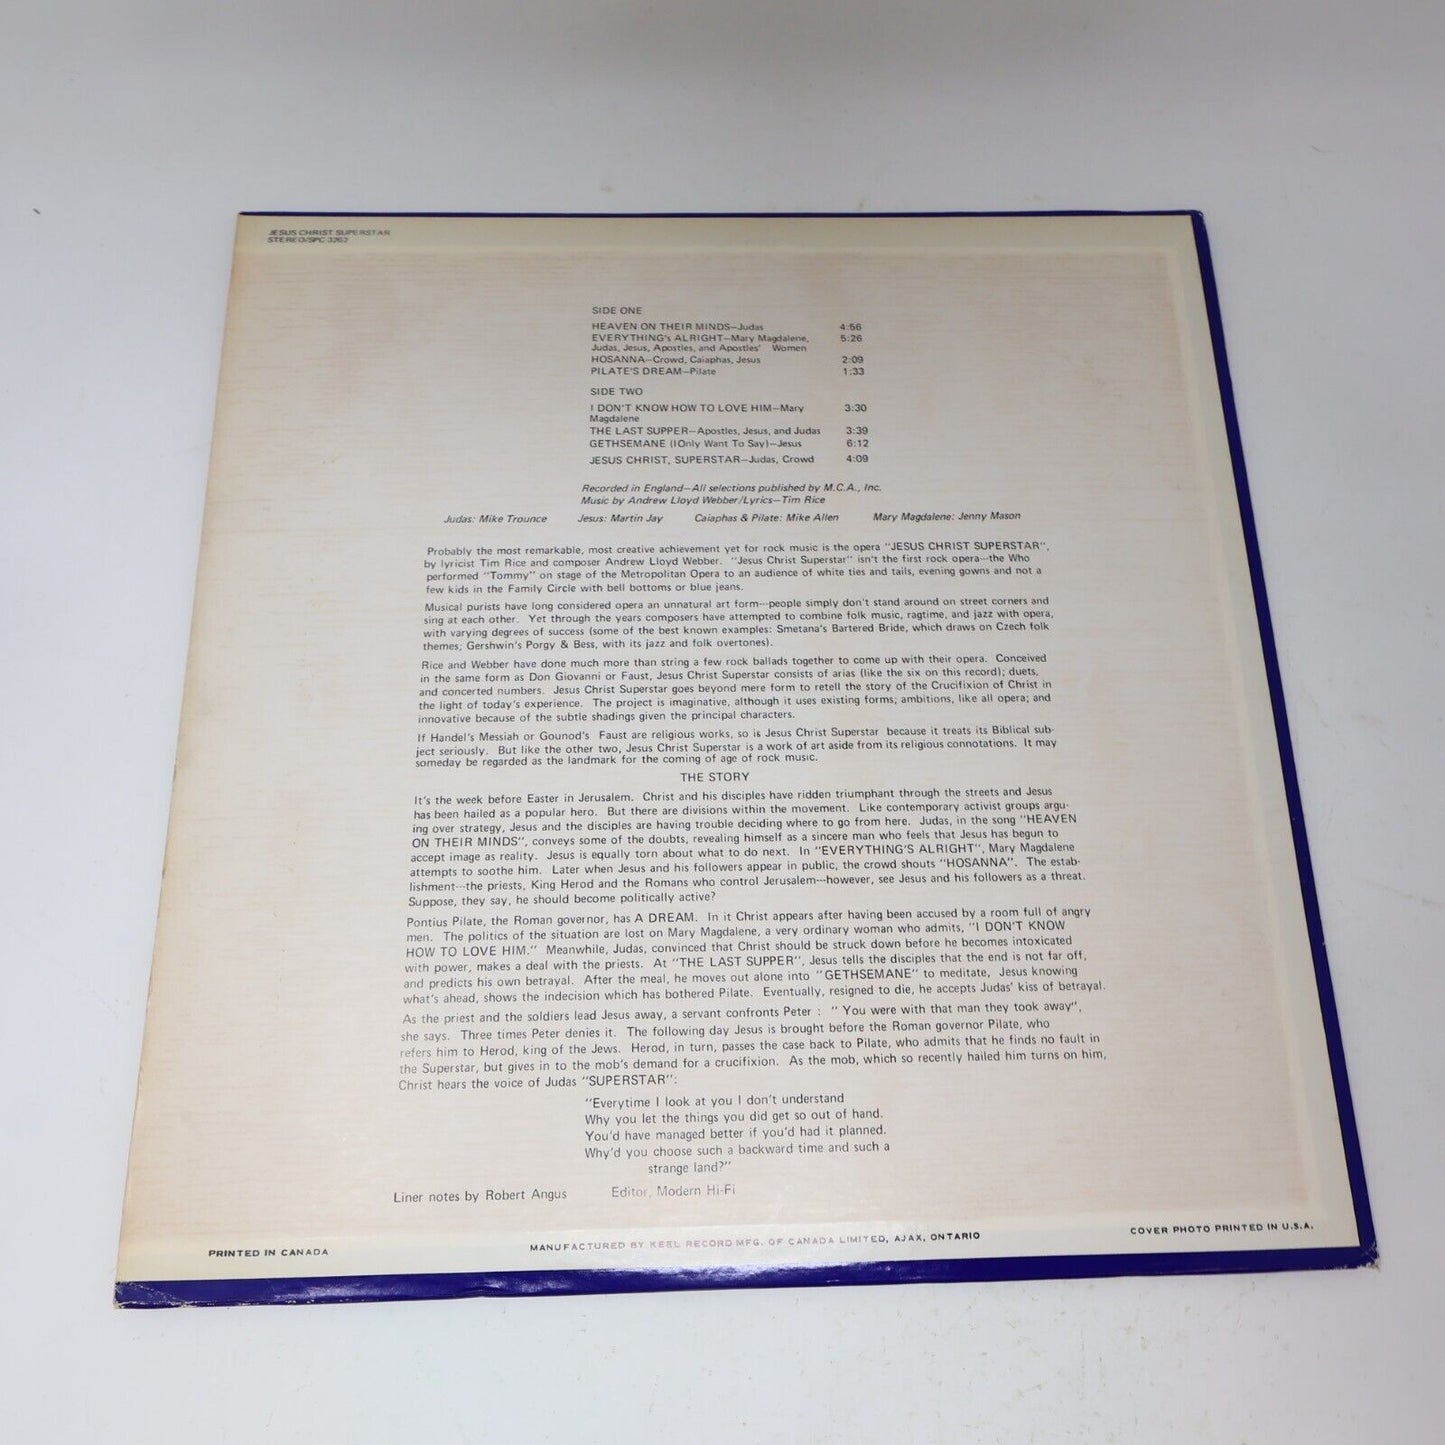 JESUS CHRIST SUPERSTAR
STEREO/SPC-3262
SIDE ONE
HEAVEN ON THEIR MINDS—Judas 4:56
EVERYTHING's ALRIGHT—Mary Magdalene, 5:26
Judas, Jesus, Apostles, and Apostles' Women
HOSANNA—Crowd, Caiaphas, Jesus 2:09
PILATE'S DREAM—Pilate 1:33
SIDE TWO
I DON'T KNOW HOW TO LOVE HIM—Mary 3:30
Magdalene
THE LAST SUPPER—Apostles, Jesus, and Judas 3:39
GETHSEMANE (IOnly Want To Say)—Jesus 6:12
JESUS CHRIST, SUPERSTAR—Judas, Crowd 4:09
Recorded in England—All selections published by M.C.A., Inc.
Music by Andrew Lloyd Webber/Lyrics—Tim Rice
Judas: Mike Trounce Jesus: Martin Jay Caiaphas & Pilate: Mike Allen Mary Magdalene: Jenny Mason
Probably the most remarkable, most creative achievement yet for rock music is the opera "JESUS CHRIST SUPERSTAR",
by lyricist Tim Rice and composer Andrew Lloyd Webber. "Jesus Christ Superstar" isn't the first rock opera---the Who
performed "Tommy" on stage of the Metropolitan Opera to an audience of white ties and tails, evening gowns and not a
few kids in the Family Circle with bell bottoms or blue jeans.
Musical purists have long considered opera an unnatural art form---people simply don't stand around on street corners and
sing at each other. Yet through the years composers have attempted to combine folk music, ragtime, and jazz with opera,
with varying degrees of success (some of the best known examples: Smetana's Bartered Bride, which draws on Czech folk
themes; Gershwin's Porgy & Bess, with its jazz and folk overtones).
Rice and Webber have done much more than string a few rock ballads together to come up with their opera. Conceived
in the same form as Don Giovanni or Faust, Jesus Christ Superstar consists of arias (like the six on this record); duets,
and concerted numbers. Jesus Christ Superstar goes beyond mere form to retell the story of the Crucifixion of Christ in
the light of today's experience. The project is imaginative, although it uses existing forms; ambitions, like all opera; and
innovative because of the subtle shadings given the principal characters.
If Handel's Messiah or Gounod's Faust are religious works, so is Jesus Christ Superstar because it treats its Biblical sub-
ject seriously. But like the other two, Jesus Christ Superstar is a work of art aside from its religious connotations. It may
someday be regarded as the landmark for the coming of age of rock music.
THE STORY
It's the week before Easter in Jerusalem. Christ and his disciples have ridden triumphant through the streets and Jesus
has been hailed as a popular hero. But there are divisions within the movement. Like contemporary activist groups argu-
ing over strategy, Jesus and the disciples are having trouble deciding where to go from here. Judas, in the song "HEAVEN
ON THEIR MINDS", conveys some of the doubts, revealing himself as a sincere man who feels that Jesus has begun to
accept image as reality. Jesus is equally torn about what to do next. In "EVERYTHING'S ALRIGHT", Mary Magdalene
attempts to soothe him. Later when Jesus and his followers appear in public, the crowd shouts "HOSANNA". The estab-
lishment---the priests, King Herod and the Romans who control Jerusalem---however, see Jesus and his followers as a threat.
Suppose, they say, he should become politically active?
Pontius Pilate, the Roman governor, has A DREAM. In it Christ appears after having been accused by a room full of angry
men. The politics of the situation are lost on Mary Magdalene, a very ordinary woman who admits, "I DON'T KNOW
HOW TO LOVE HIM." Meanwhile, Judas, convinced that Christ should be struck down before he becomes intoxicated
with power, makes a deal with the priests. At "THE LAST SUPPER", Jesus tells the disciples that the end is not far off,
and predicts his own betrayal. After the meal, he moves out alone into "GETHSEMANE" to meditate, Jesus knowing
what's ahead, shows the indecision which has bothered Pilate. Eventually, resigned to die, he accepts Judas' kiss of betrayal.
As the priest and the soldiers lead Jesus away, a servant confronts Peter : " You were with that man they took away",
she says. Three times Peter denies it. The following day Jesus is brought before the Roman governor Pilate, who
refers him to Herod, king of the Jews. Herod, in turn, passes the case back to Pilate, who admits that he finds no fault in
the Superstar, but gives in to the mob's demand for a crucifixion. As the mob, which so recently hailed him turns on him,
Christ hears the voice of Judas "SUPERSTAR":
"Everytime I look at you I don't understand
Why you let the things you did get so out of hand.
You'd have managed better if you'd had it planned.
Why'd you choose such a backward time and such a
strange land?"
Liner notes by Robert Angus Editor, Modern Hi-Fi
PRINTED IN CANADA
MANUFACTURED BY KEEL RECORD MFG. OF CANADA LIMITED, AJAX, ONTARIO
COVER PHOTO PRINTED IN U.S.A.